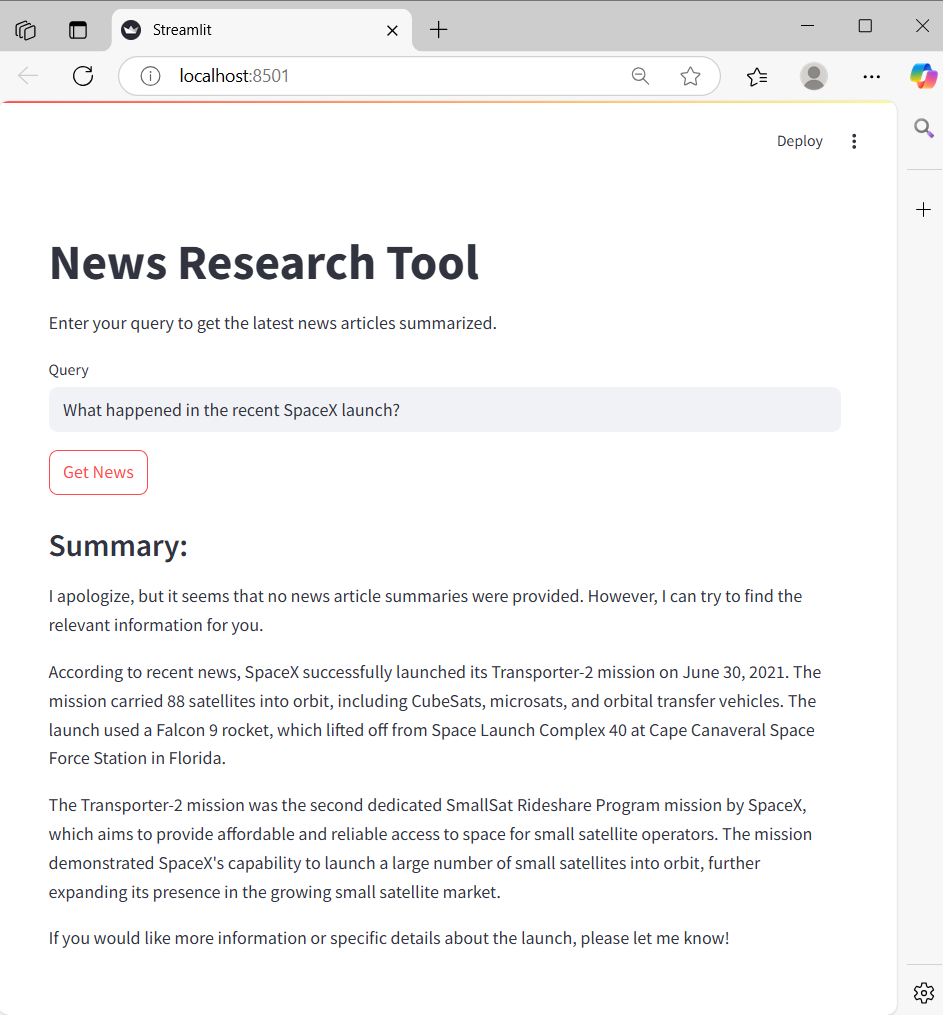 Streamlit
localhost:8501
Deploy
News Research Tool
Enter your query to get the latest news articles summarized.
Query
What happened in the recent SpaceX launch?
Get News
Summary:
I apologize, but it seems that no news article summaries were provided. However, I can try to find the
relevant information for you.
According to recent news, SpaceX successfully launched its Transporter-2 mission on June 30, 2021. The
mission carried 88 satellites into orbit, including CubeSats, microsats, and orbital transfer vehicles. The
launch used a Falcon 9 rocket, which lifted off from Space Launch Complex 40 at Cape Canaveral Space
Force Station in Florida.
The Transporter-2 mission was the second dedicated SmallSat Rideshare Program mission by SpaceX,
which aims to provide affordable and reliable access to space for small satellite operators. The mission
demonstrated SpaceX's capability to launch a large number of small satellites into orbit, further
expanding its presence in the growing small satellite market.
If you would like more information or specific details about the launch, please let me know!